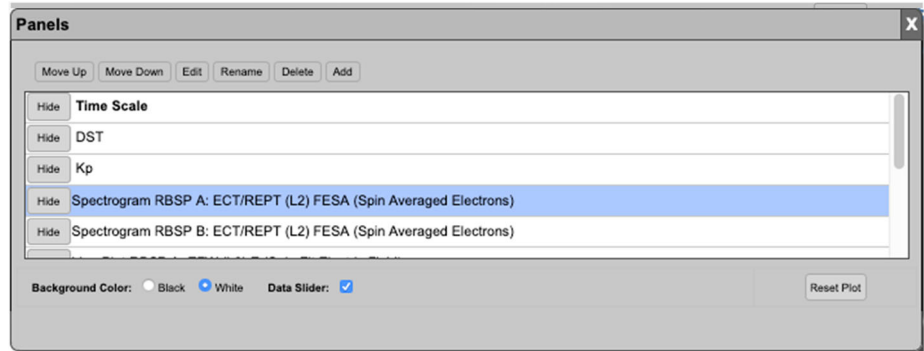 Panels X
Move Up Move Down Edit Rename Delete Add
Hide Time Scale
Hide DST
Hide Kp
Hide Spectrogram RBSP A: ECT/REPT (L2) FESA (Spin Averaged Electrons)
Hide Spectrogram RBSP B: ECT/REPT (L2) FESA (Spin Averaged Electrons)
Background Color: Black White Data Slider: Reset Plot